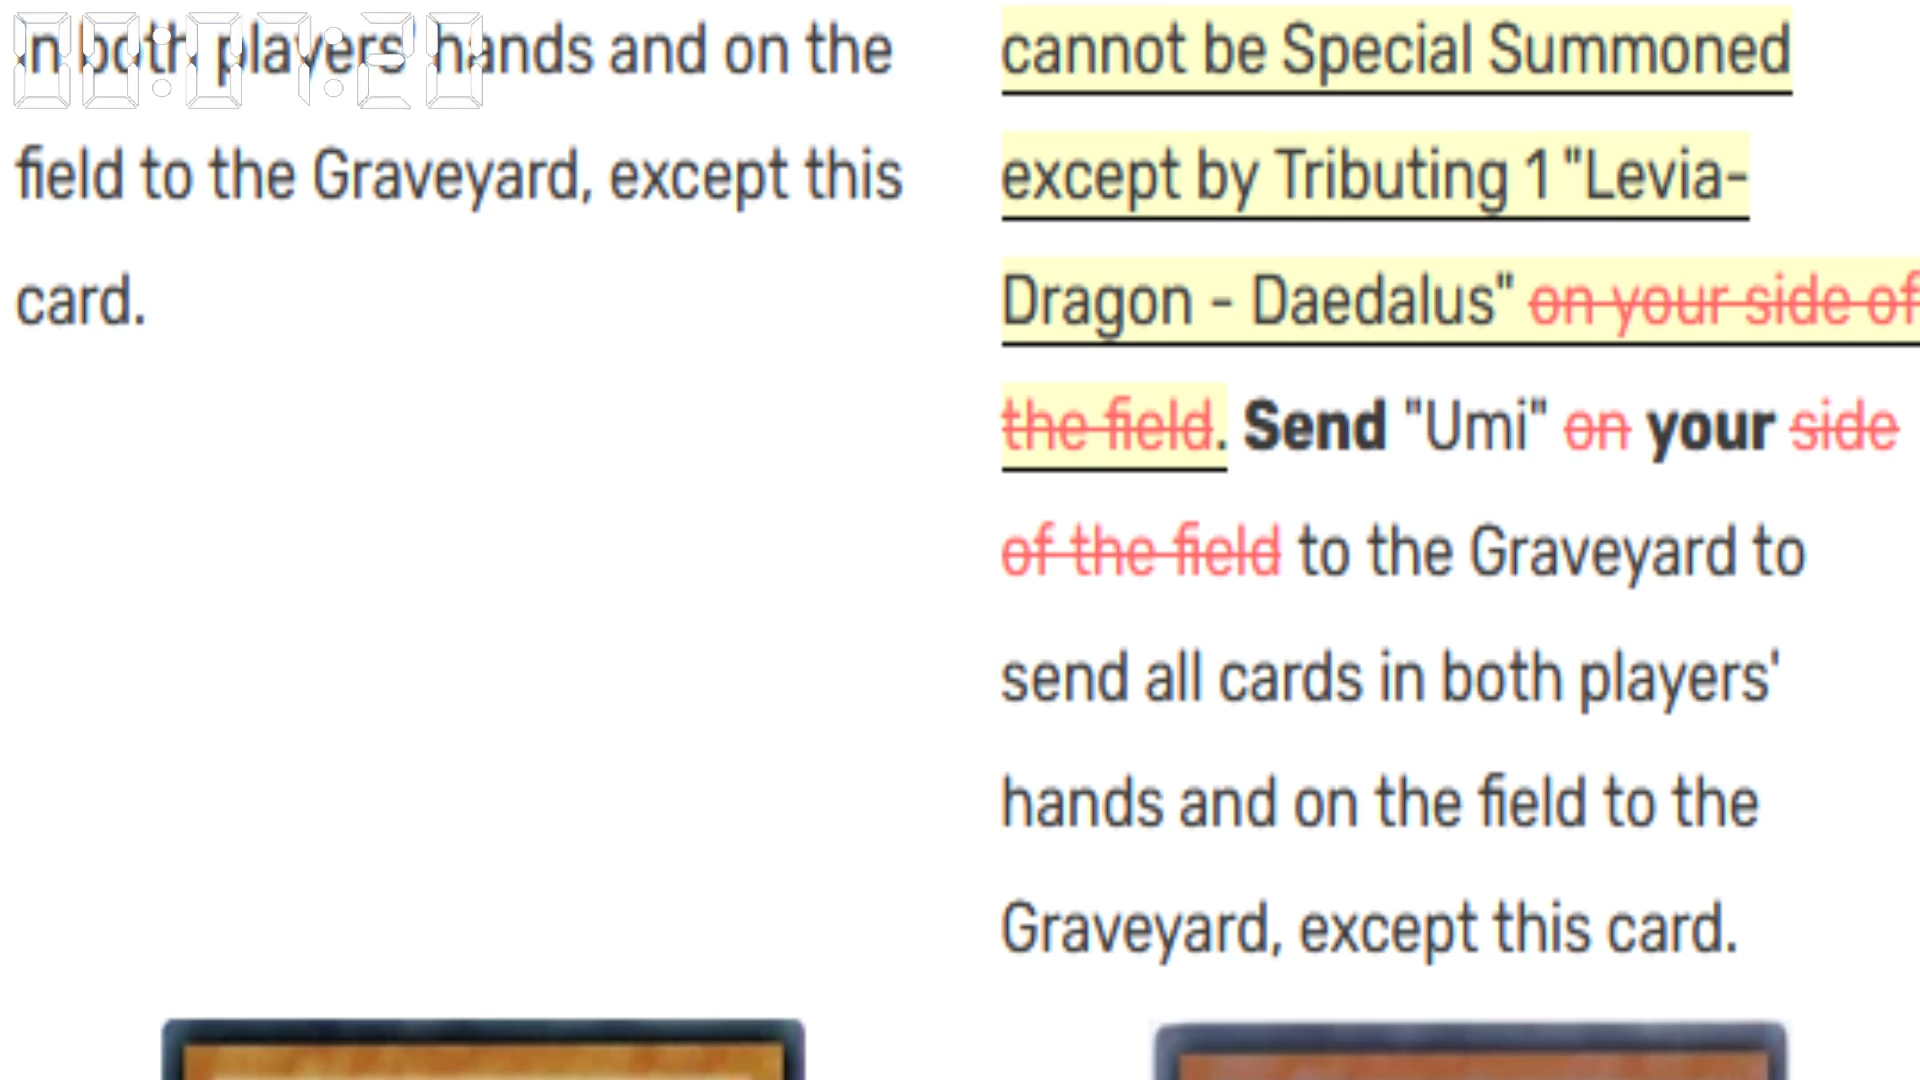 00:07:20
in both players' hands and on the
field to the Graveyard, except this
card.
cannot be Special Summoned
except by Tributing 1 "Levia-
Dragon - Daedalus" on your side of
the field. Send "Umi" on your side
of the field to the Graveyard to
send all cards in both players'
hands and on the field to the
Graveyard, except this card.